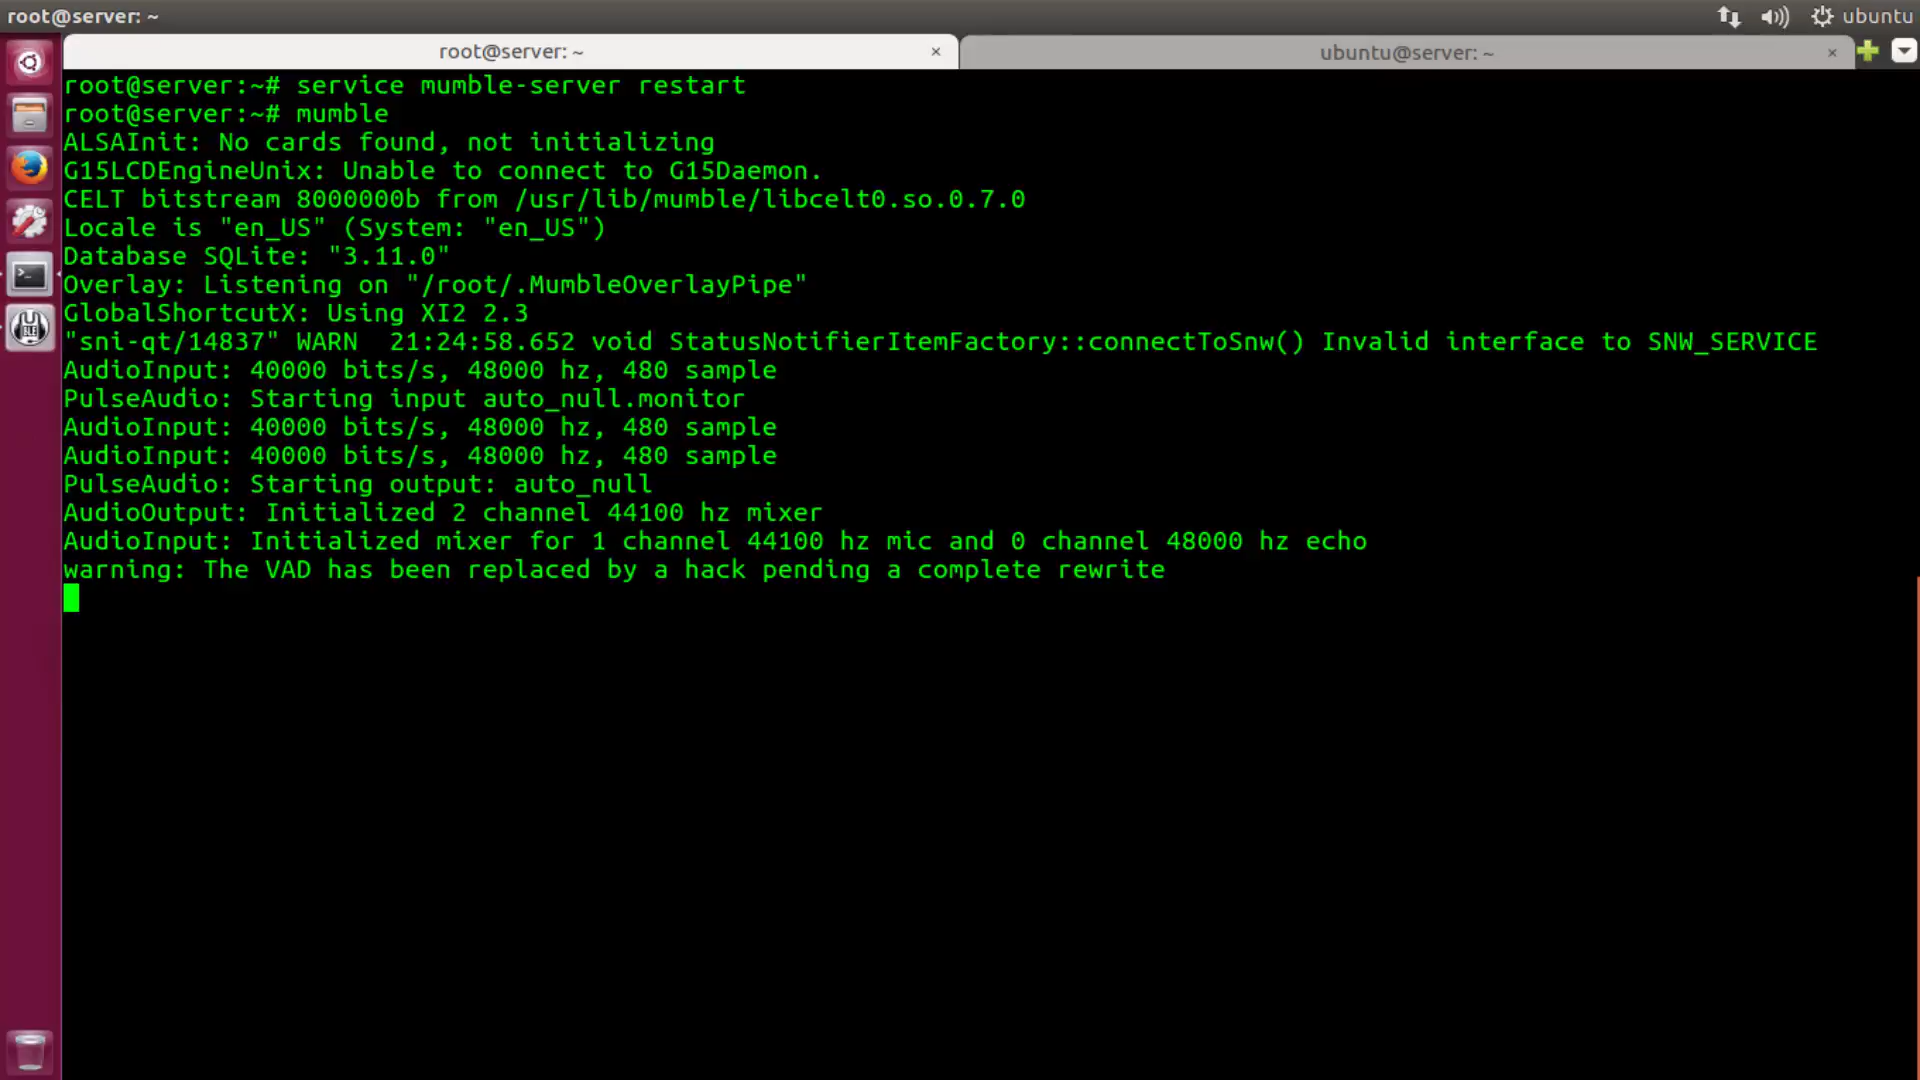 root@server: ~
ubuntu
root@server: ~ ×
ubuntu@server: ~ ×
root@server:~# service mumble-server restart
root@server:~# mumble
ALSAInit: No cards found, not initializing
G15LCDEngineUnix: Unable to connect to G15Daemon.
CELT bitstream 8000000b from /usr/lib/mumble/libcelt0.so.0.7.0
Locale is "en_US" (System: "en_US")
Database SQLite: "3.11.0"
Overlay: Listening on "/root/.MumbleOverlayPipe"
GlobalShortcutX: Using XI2 2.3
"sni-qt/14837" WARN  21:24:58.652 void StatusNotifierItemFactory::connectToSnw() Invalid interface to SNW_SERVICE
AudioInput: 40000 bits/s, 48000 hz, 480 sample
PulseAudio: Starting input auto_null.monitor
AudioInput: 40000 bits/s, 48000 hz, 480 sample
AudioInput: 40000 bits/s, 48000 hz, 480 sample
PulseAudio: Starting output: auto_null
AudioOutput: Initialized 2 channel 44100 hz mixer
AudioInput: Initialized mixer for 1 channel 44100 hz mic and 0 channel 48000 hz echo
warning: The VAD has been replaced by a hack pending a complete rewrite